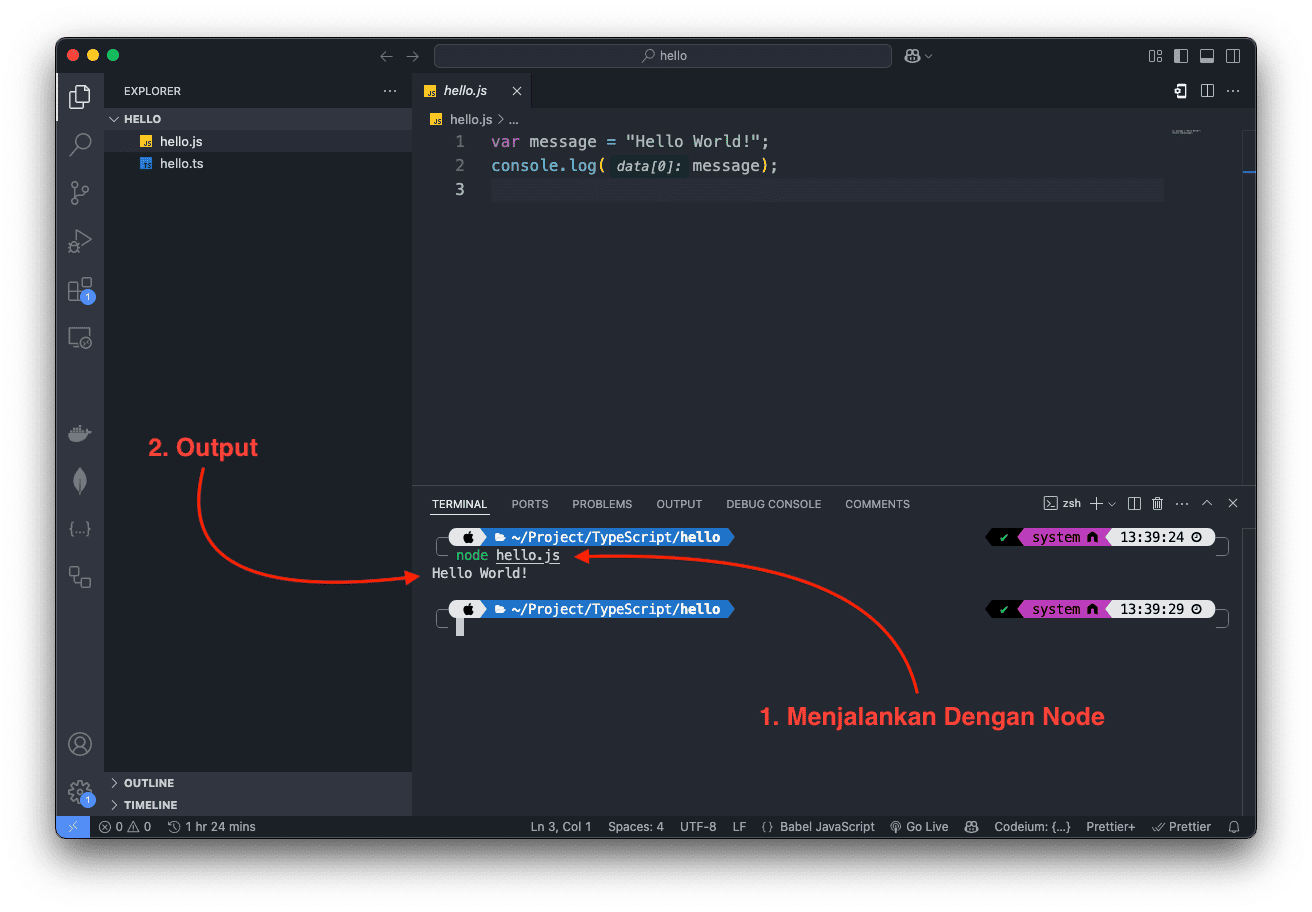 hello
EXPLORER
HELLO
hello.js
hello.ts
hello.js
hello.js > ...
1 var message = "Hello World!";
2 console.log( data[0]: message);
3
2. Output
TERMINAL PORTS PROBLEMS OUTPUT DEBUG CONSOLE COMMENTS zsh
~/Project/TypeScript/hello system 13:39:24
node hello.js
Hello World!
~/Project/TypeScript/hello system 13:39:29
1. Menjalankan Dengan Node
1
1
OUTLINE
TIMELINE
0 0 1 hr 24 mins Ln 3, Col 1 Spaces: 4 UTF-8 LF {} Babel JavaScript Go Live Codeium: {...} Prettier+ Prettier